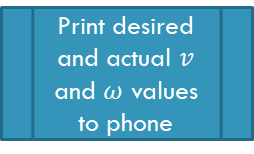 Print desired
and actual 𝑣
and 𝜔 values
to phone